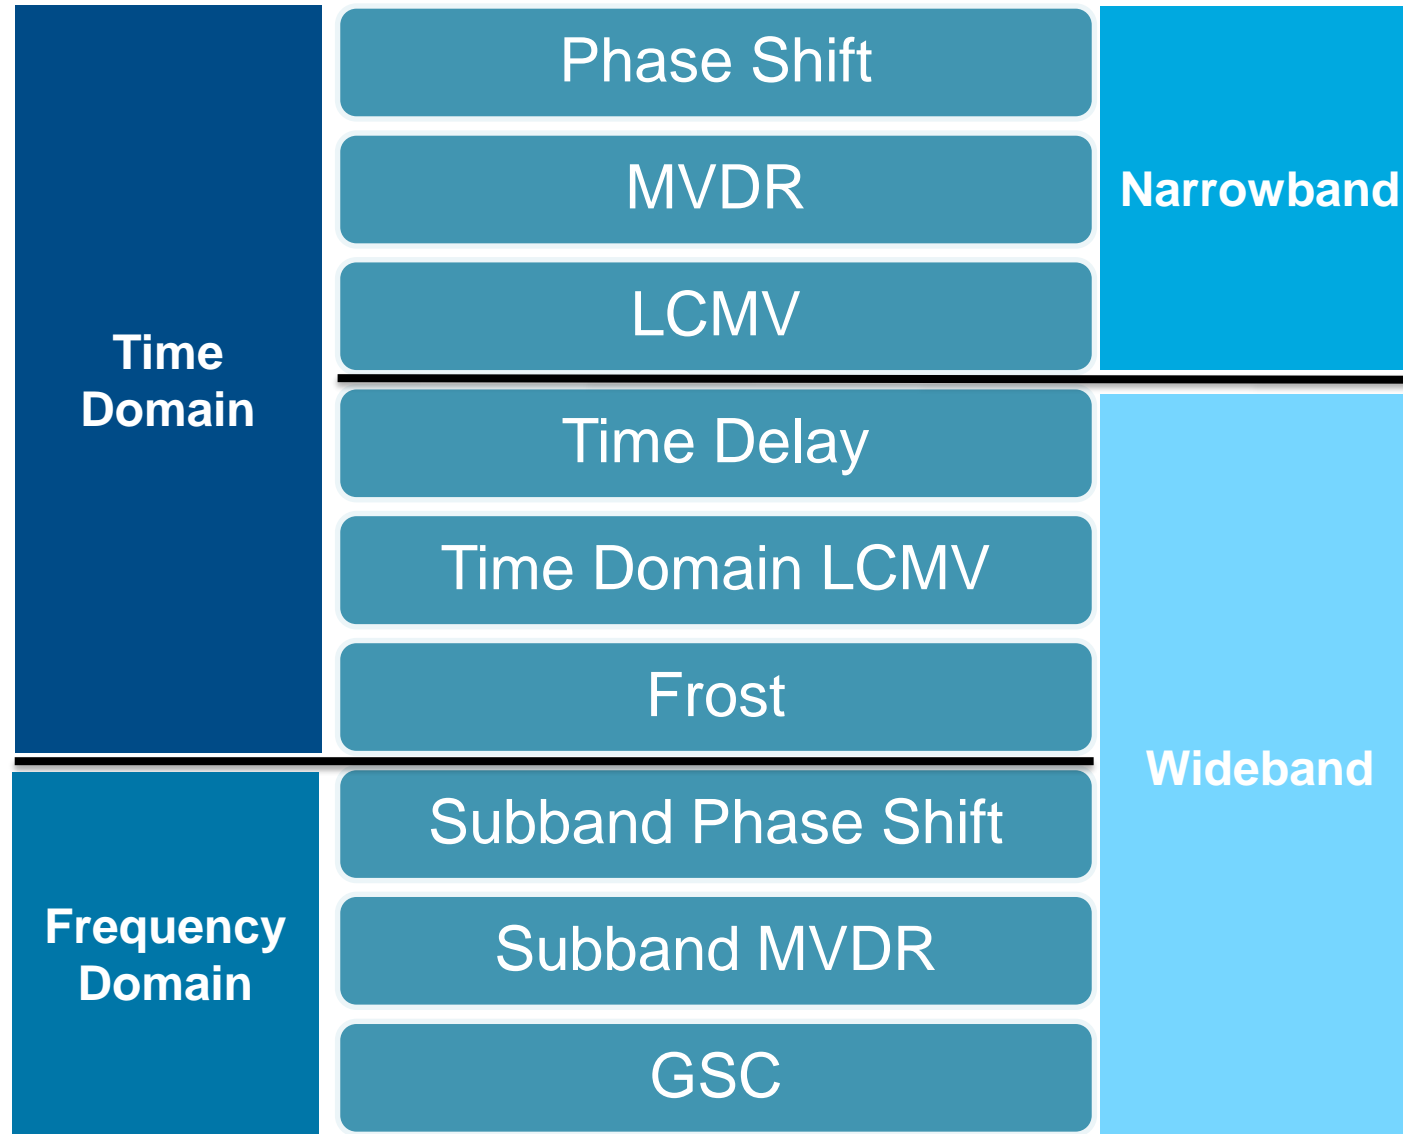 Phase Shift
MVDR
Narrowband
LCMV
Time
Domain
Time Delay
Time Domain LCMV
Frost
Wideband
Subband Phase Shift
Frequency
Domain
Subband MVDR
GSC